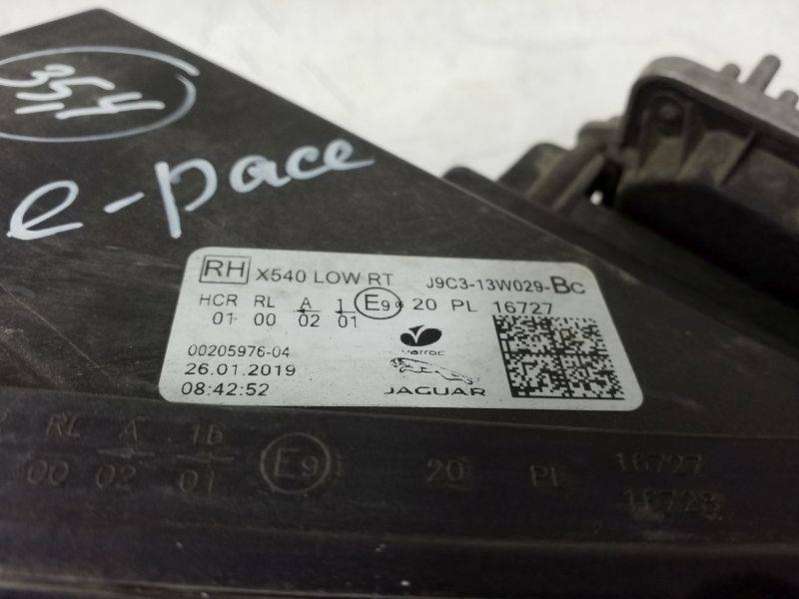 354
e-pace
RH X540 LOW RT J9C3-13W029-BC
HCR RL A 1 E9 20 PL 16727
01 00 02 01
varroc
00205976-04
26.01.2019
08:42:52
JAGUAR
RL A 1B E9 20 PL 16727
00 02 01 16728